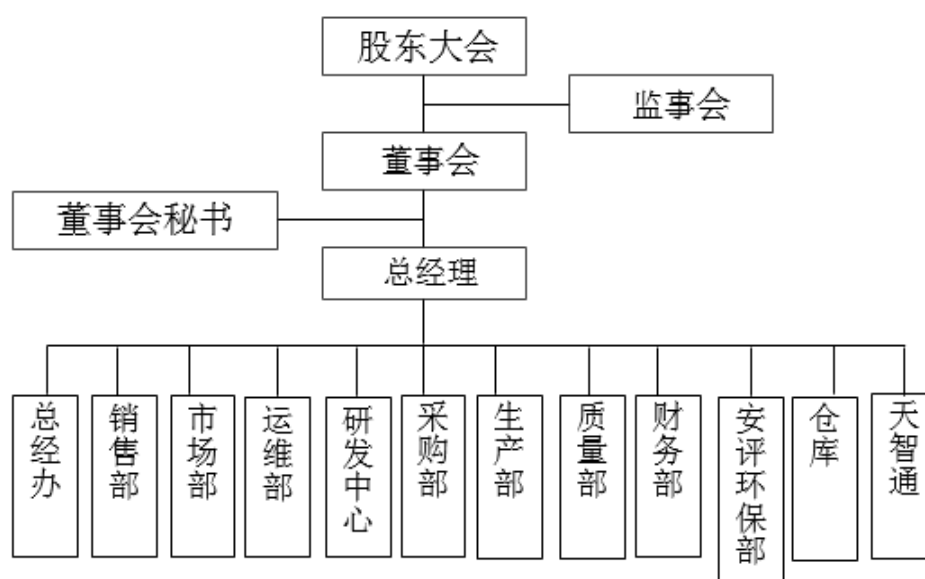 股东大会
监事会
董事会
董事会秘书
总经理
总经办
销售部
市场部
运维部
研发中心
采购部
生产部
质量部
财务部
安评环保部
仓库
天智通